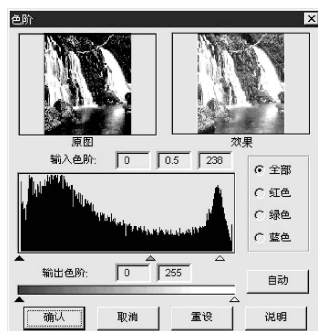 色阶
原图 效果
输入色阶: 0 0.5 238
全部
红色
绿色
蓝色
输出色阶: 0 255
自动
确认 取消 重设 说明